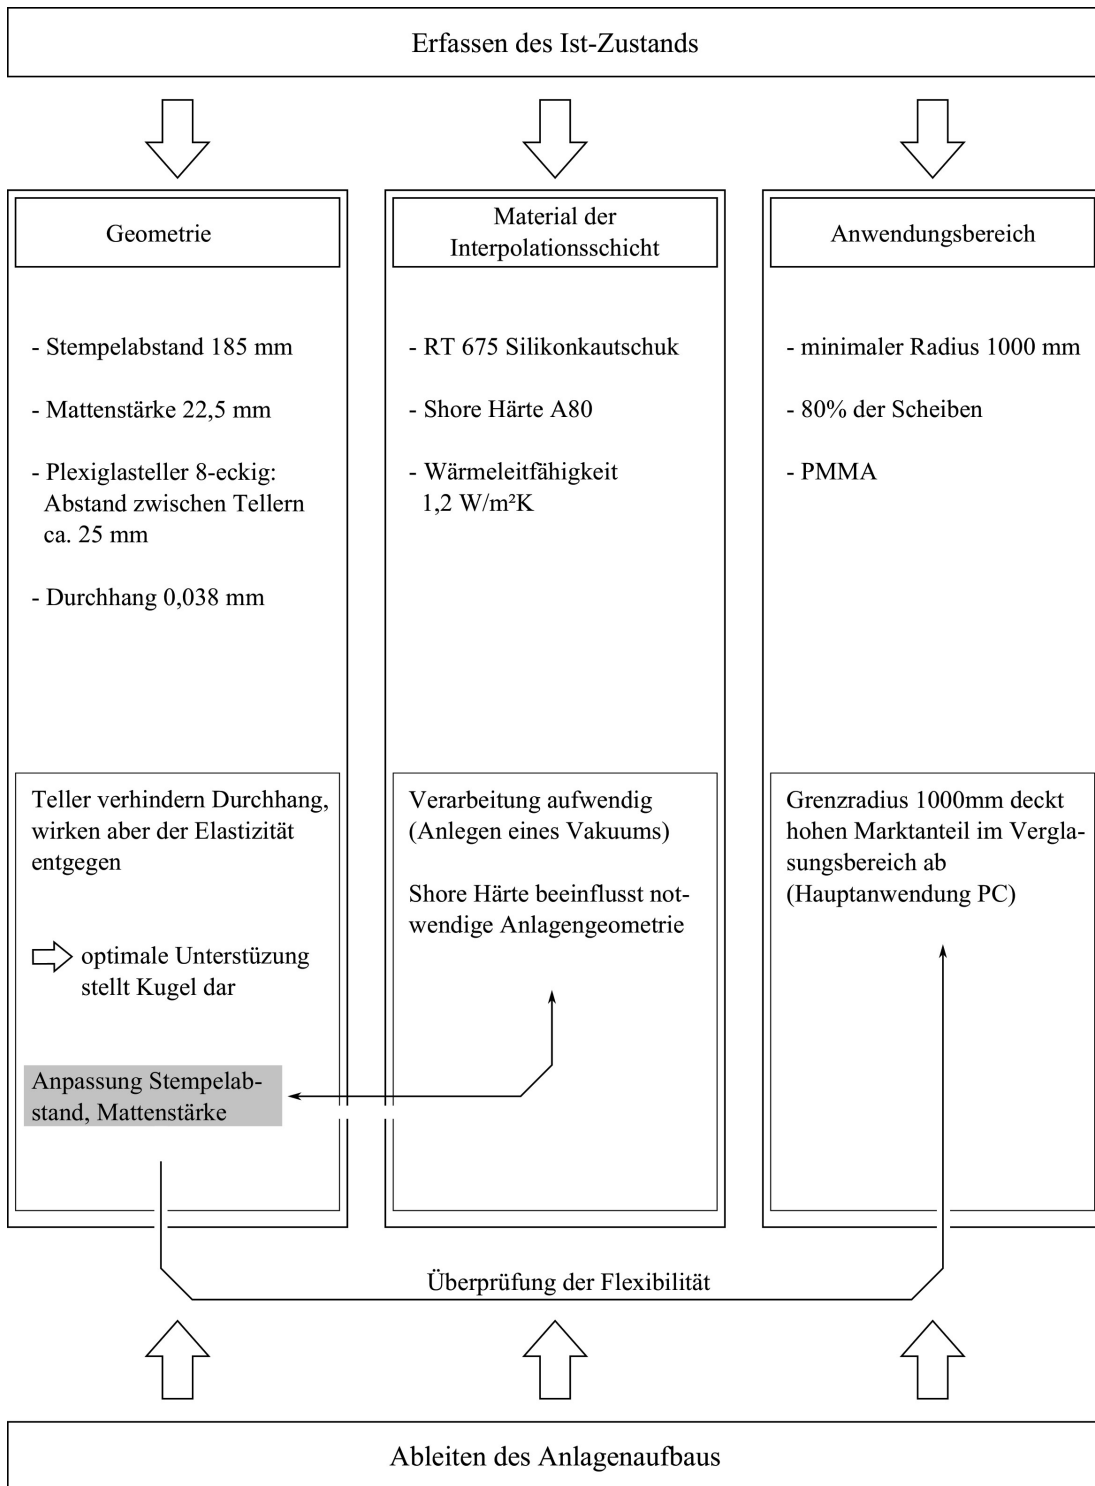 Erfassen des Ist-Zustands
Geometrie
- Stempelabstand 185 mm
- Mattenstärke 22,5 mm
- Plexiglasteller 8-eckig:
Abstand zwischen Tellern
ca. 25 mm
- Durchhang 0,038 mm
Teller verhindern Durchhang,
wirken aber der Elastizität
entgegen
optimale Unterstüzung
stellt Kugel dar
Anpassung Stempelab-
stand, Mattenstärke
Material der
Interpolationsschicht
- RT 675 Silikonkautschuk
- Shore Härte A80
- Wärmeleitfähigkeit
1,2 W/m²K
Verarbeitung aufwendig
(Anlegen eines Vakuums)
Shore Härte beeinflusst not-
wendige Anlagengeometrie
Anwendungsbereich
- minimaler Radius 1000 mm
- 80% der Scheiben
- PMMA
Grenzradius 1000mm deckt
hohen Marktanteil im Vergla-
sungsbereich ab
(Hauptanwendung PC)
Überprüfung der Flexibilität
Ableiten des Anlagenaufbaus